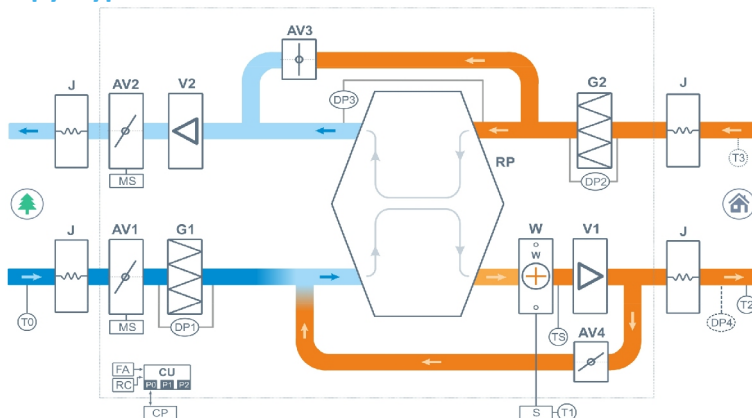 AV3
J
AV2
V2
G2
J
DP3
T3
MS
RP
DP2
J
AV1
G1
W
V1
J
W
T0
DP1
TS
T2
MS
DP4
AV4
FA
CU
RC
P0 P1 P2
CP
S
T1